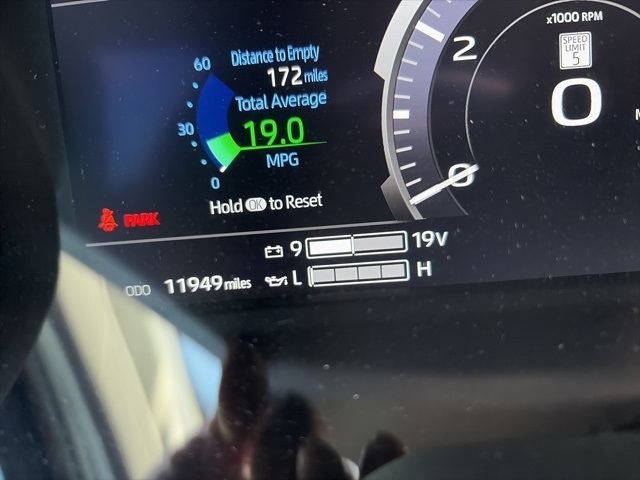 x1000 RPM
SPEED
LIMIT
5
2
0
0
60
30
0
Distance to Empty
172 miles
Total Average
19.0
MPG
Hold OK to Reset
PARK
9 19V
ODO 11949 miles
L H